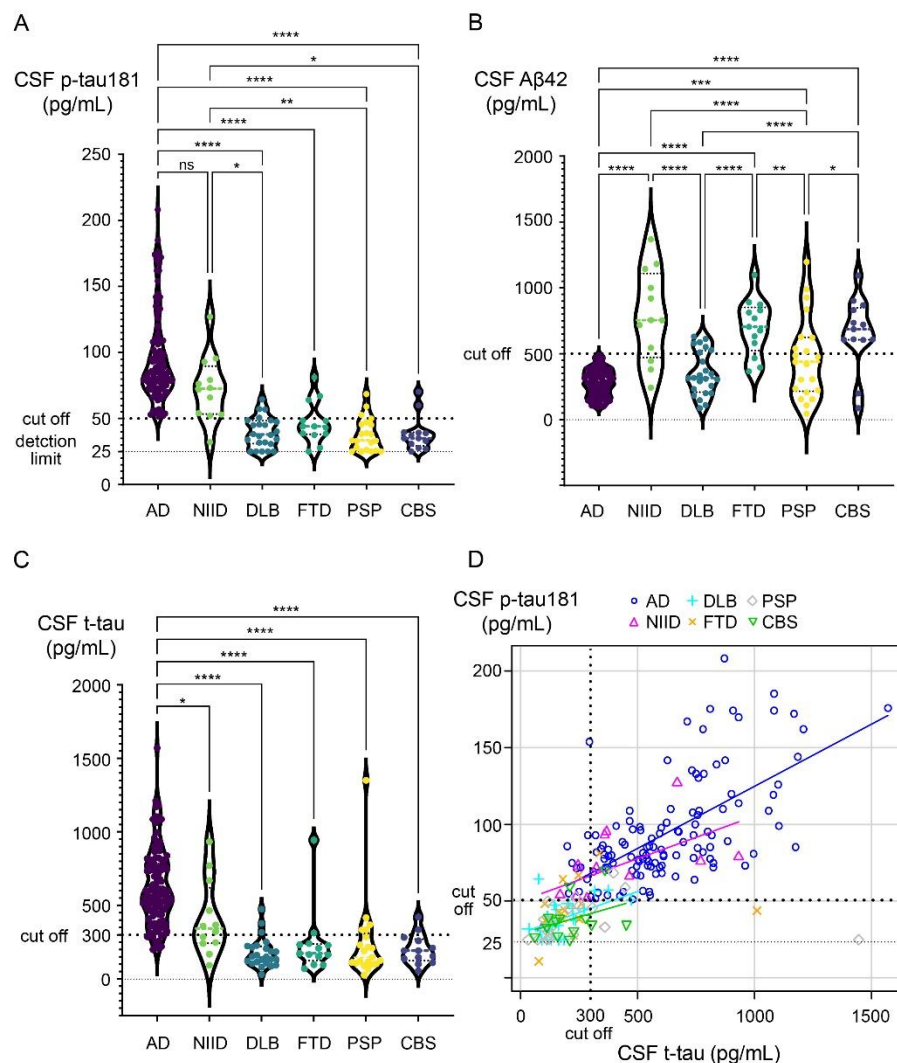 A
CSF p-tau181
(pg/mL)
****
*
****
**
****
****
ns
*
250
200
150
100
50
25
0
cut off
detction
limit
AD NIID DLB FTD PSP CBS
B
CSF Aβ42
(pg/mL)
****
***
****
****
****
**** **** **** ** *
2000
1500
1000
500
0
cut off
AD NIID DLB FTD PSP CBS
C
CSF t-tau
(pg/mL)
****
****
****
****
*
2000
1500
1000
500
300
0
cut off
AD NIID DLB FTD PSP CBS
D
CSF p-tau181
(pg/mL)
AD DLB PSP
NIID FTD CBS
200
150
100
50
25
cut
off
0 300 500 1000 1500
cut off
CSF t-tau (pg/mL)